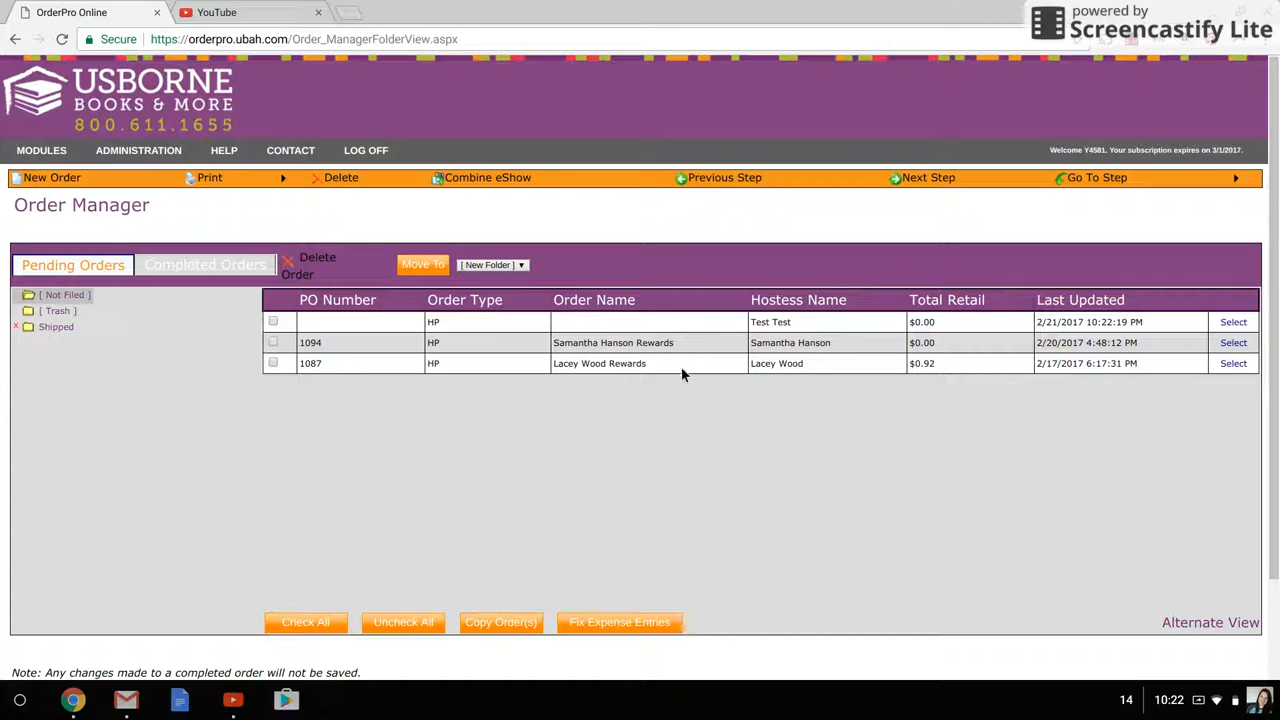 OrderPro Online
YouTube
powered by
Screencastify Lite
Secure
https://orderpro.ubah.com/Order_ManagerFolderView.aspx
USBORNE
BOOKS & MORE
800.611.1655
MODULES ADMINISTRATION HELP CONTACT LOG OFF
Welcome Y4581. Your subscription expires on 3/1/2017.
New Order Print Delete Combine eShow Previous Step Next Step Go To Step
Order Manager
Pending Orders Completed Orders Delete Order Move To [ New Folder ]
[ Not Filed ]
[ Trash ]
x Shipped
PO Number Order Type Order Name Hostess Name Total Retail Last Updated
HP Test Test $0.00 2/21/2017 10:22:19 PM Select
1094 HP Samantha Hanson Rewards Samantha Hanson $0.00 2/20/2017 4:48:12 PM Select
1087 HP Lacey Wood Rewards Lacey Wood $0.92 2/17/2017 6:17:31 PM Select
Check All Uncheck All Copy Order(s) Fix Expense Entries Alternate View
Note: Any changes made to a completed order will not be saved.
14 10:22